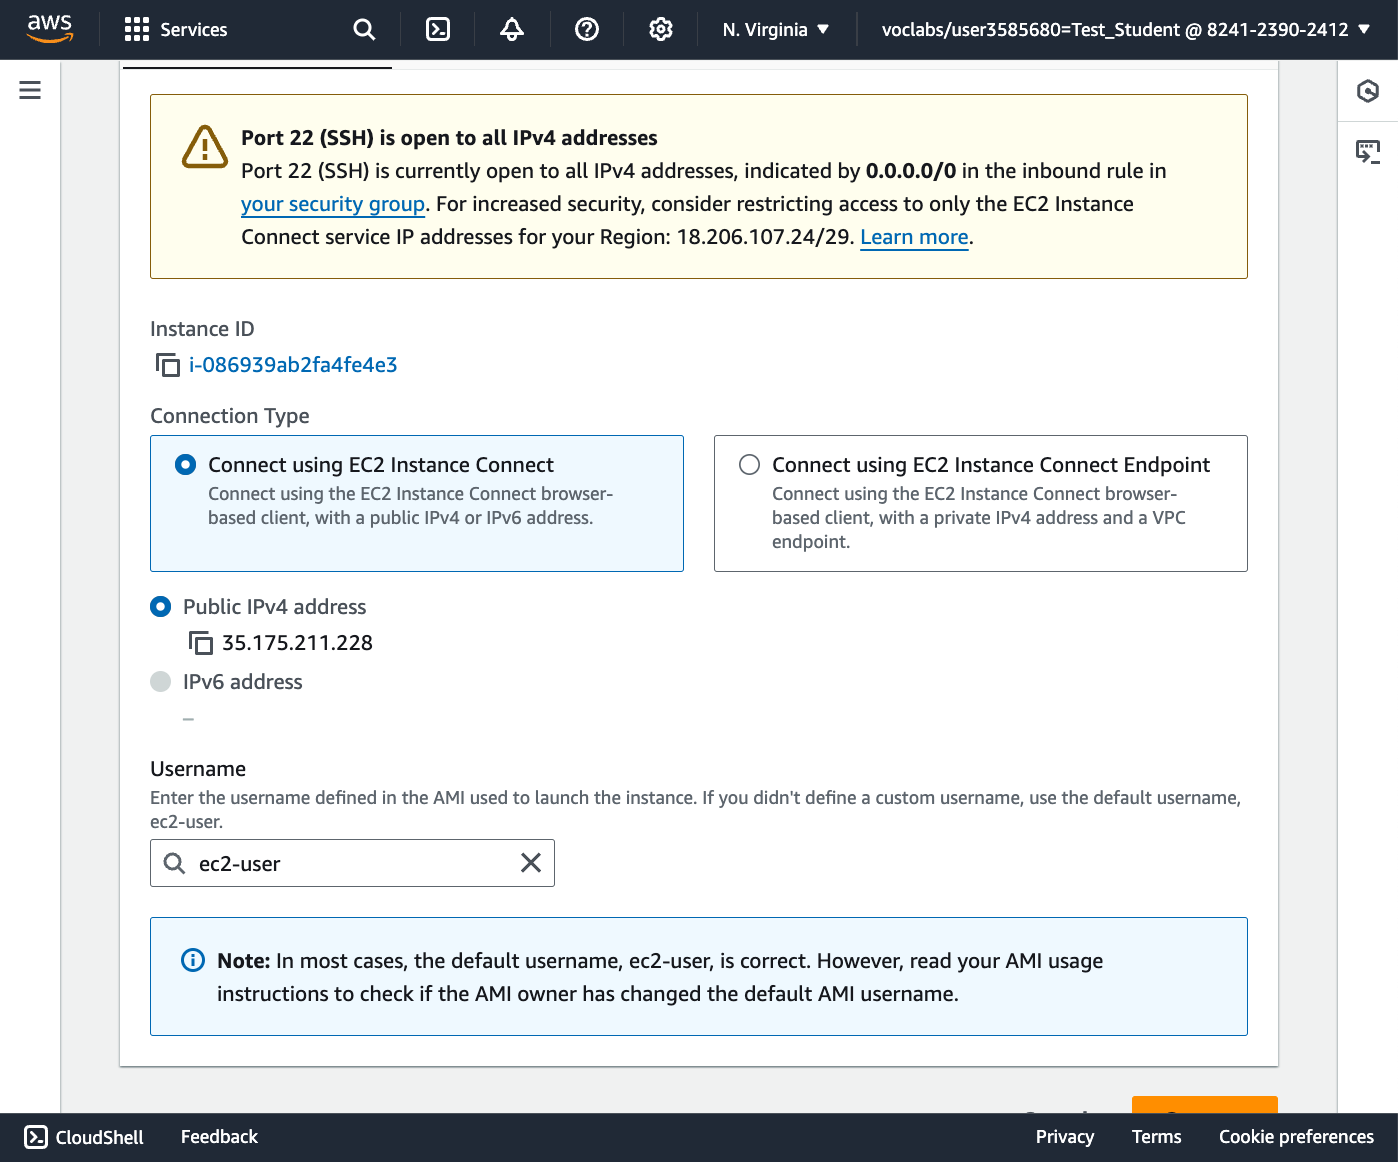 aws
Services
N. Virginia
voclabs/user3585680=Test_Student @ 8241-2390-2412
Port 22 (SSH) is open to all IPv4 addresses
Port 22 (SSH) is currently open to all IPv4 addresses, indicated by 0.0.0.0/0 in the inbound rule in
your security group. For increased security, consider restricting access to only the EC2 Instance
Connect service IP addresses for your Region: 18.206.107.24/29. Learn more.
Instance ID
i-086939ab2fa4fe4e3
Connection Type
Connect using EC2 Instance Connect
Connect using the EC2 Instance Connect browser-
based client, with a public IPv4 or IPv6 address.
Connect using EC2 Instance Connect Endpoint
Connect using the EC2 Instance Connect browser-
based client, with a private IPv4 address and a VPC
endpoint.
Public IPv4 address
35.175.211.228
IPv6 address
–
Username
Enter the username defined in the AMI used to launch the instance. If you didn't define a custom username, use the default username,
ec2-user.
ec2-user
Note: In most cases, the default username, ec2-user, is correct. However, read your AMI usage
instructions to check if the AMI owner has changed the default AMI username.
CloudShell
Feedback
Privacy
Terms
Cookie preferences